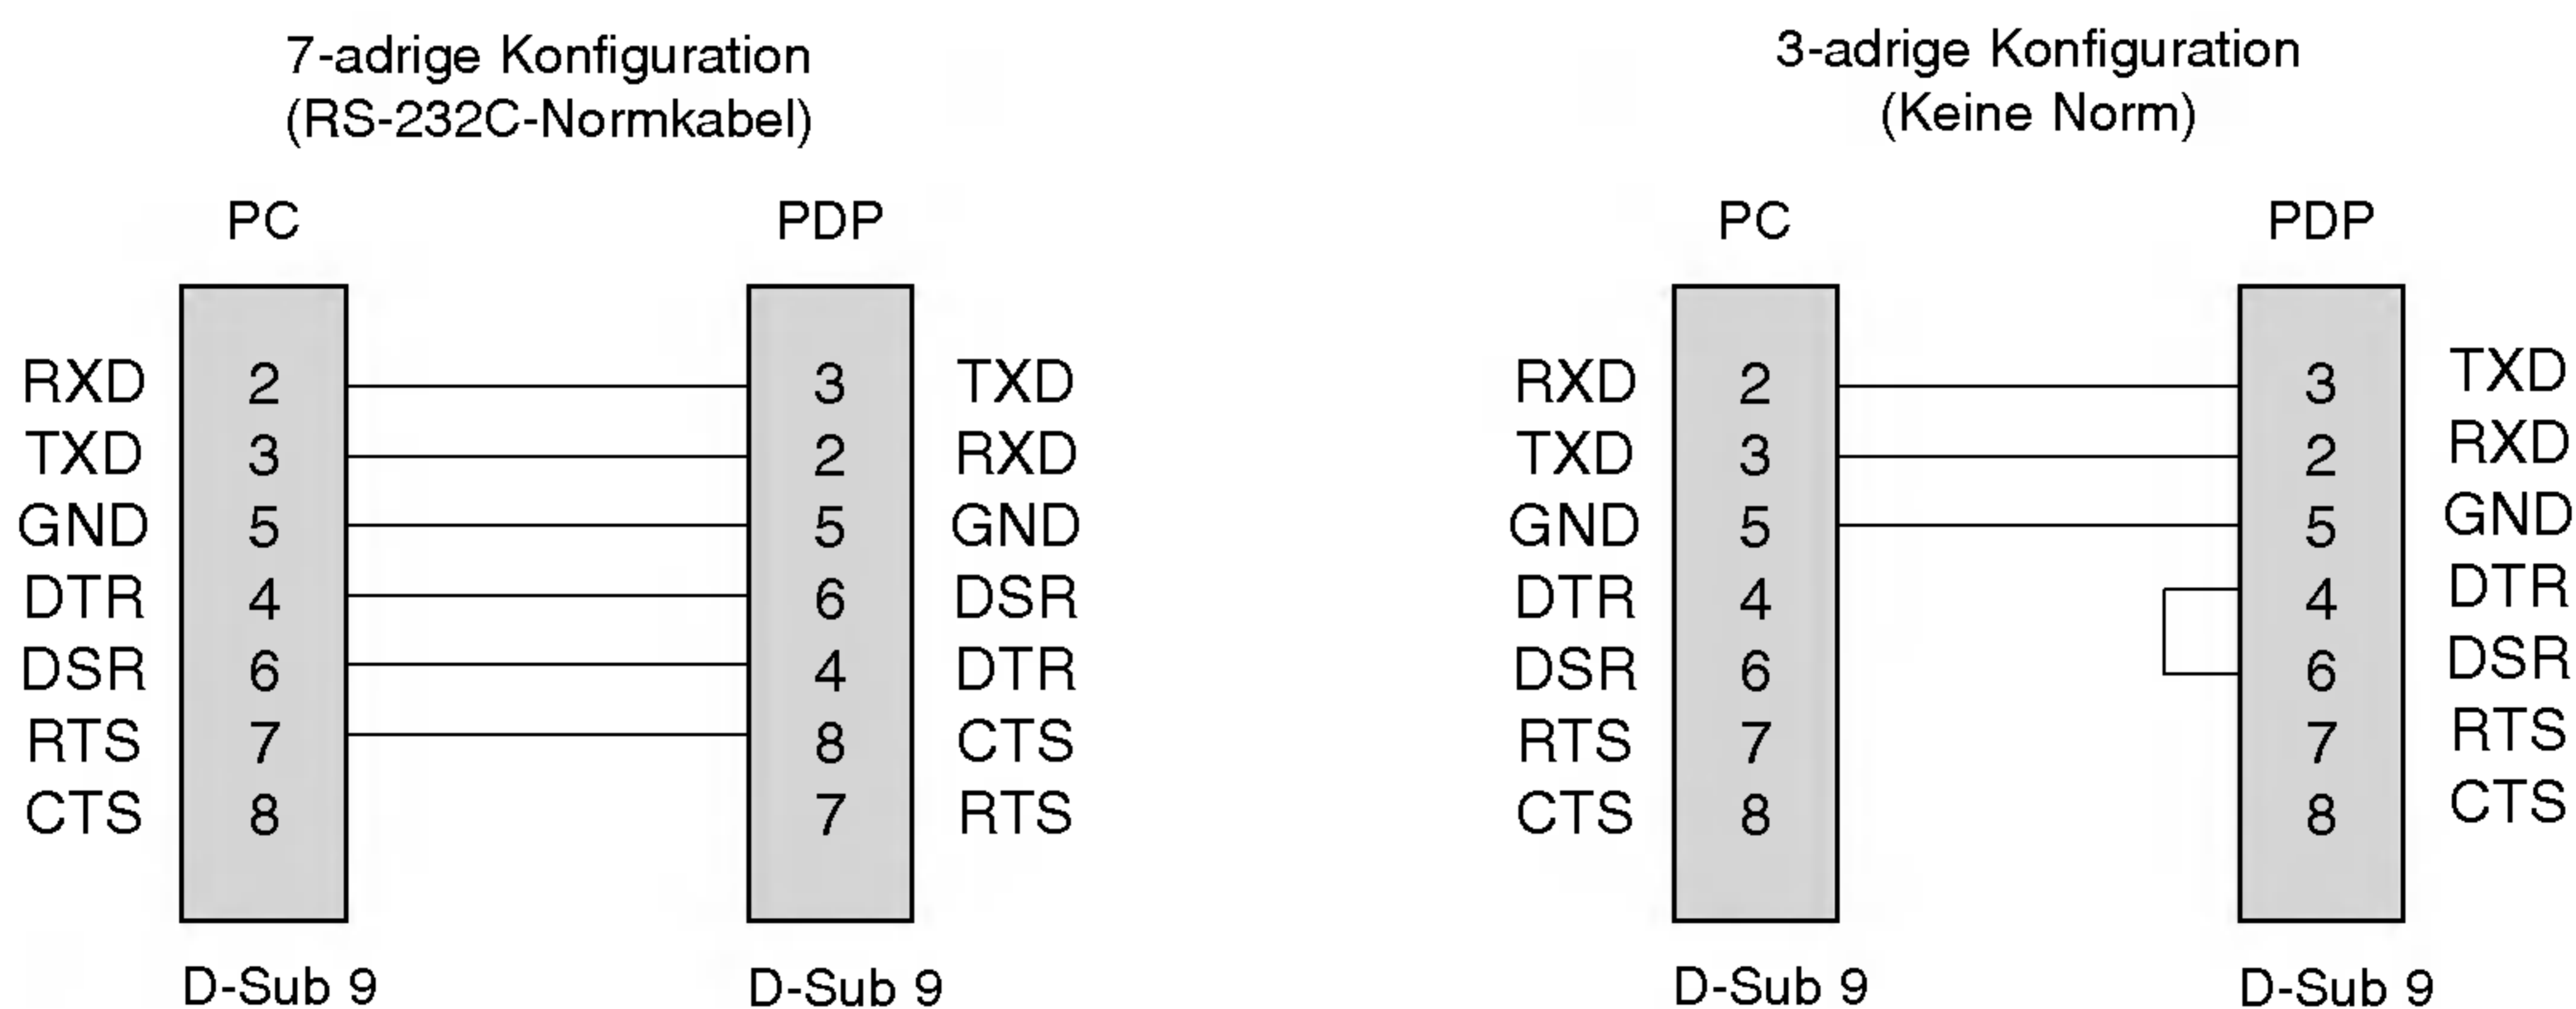 7-adrige Konfiguration
(RS-232C-Normkabel)
PC PDP
RXD 2 3 TXD
TXD 3 2 RXD
GND 5 5 GND
DTR 4 6 DSR
DSR 6 4 DTR
RTS 7 8 CTS
CTS 8 7 RTS
D-Sub 9 D-Sub 9
3-adrige Konfiguration
(Keine Norm)
PC PDP
RXD 2 3 TXD
TXD 3 2 RXD
GND 5 5 GND
DTR 4 4 DTR
DSR 6 6 DSR
RTS 7 7 RTS
CTS 8 8 CTS
D-Sub 9 D-Sub 9